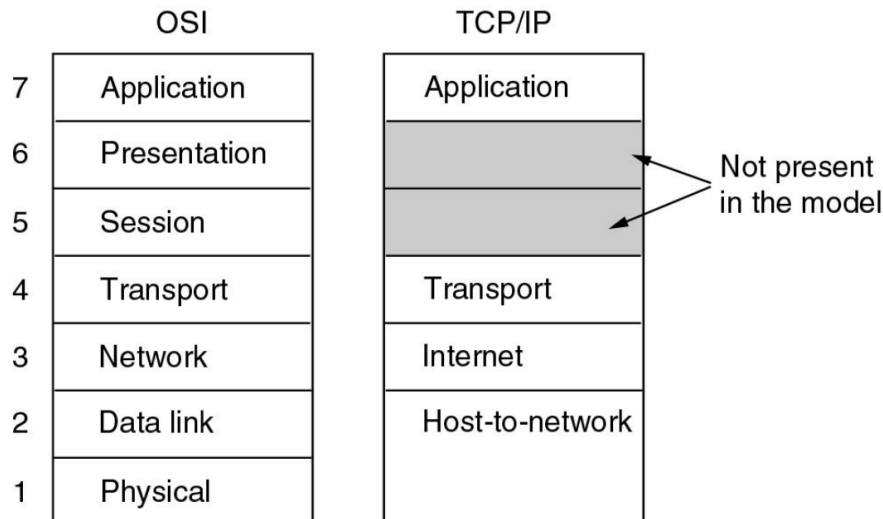 OSI
TCP/IP
7
Application
Application
6
Presentation
Not present
in the model
5
Session
4
Transport
Transport
3
Network
Internet
2
Data link
Host-to-network
1
Physical